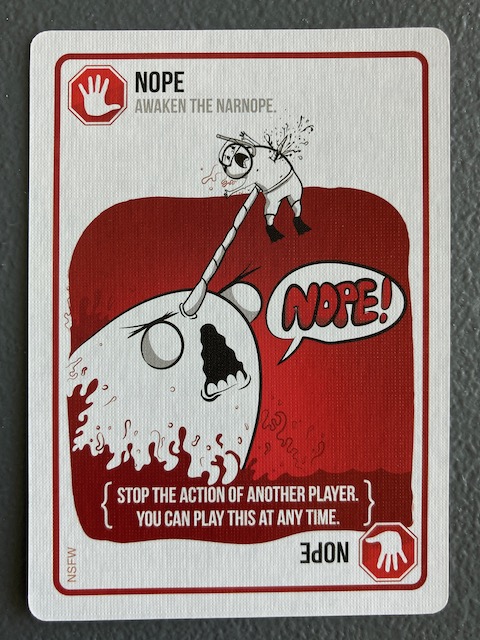 NOPE
AWAKEN THE NARNOPE.
NOPE!
STOP THE ACTION OF ANOTHER PLAYER.
YOU CAN PLAY THIS AT ANY TIME.
NOPE
NSFW